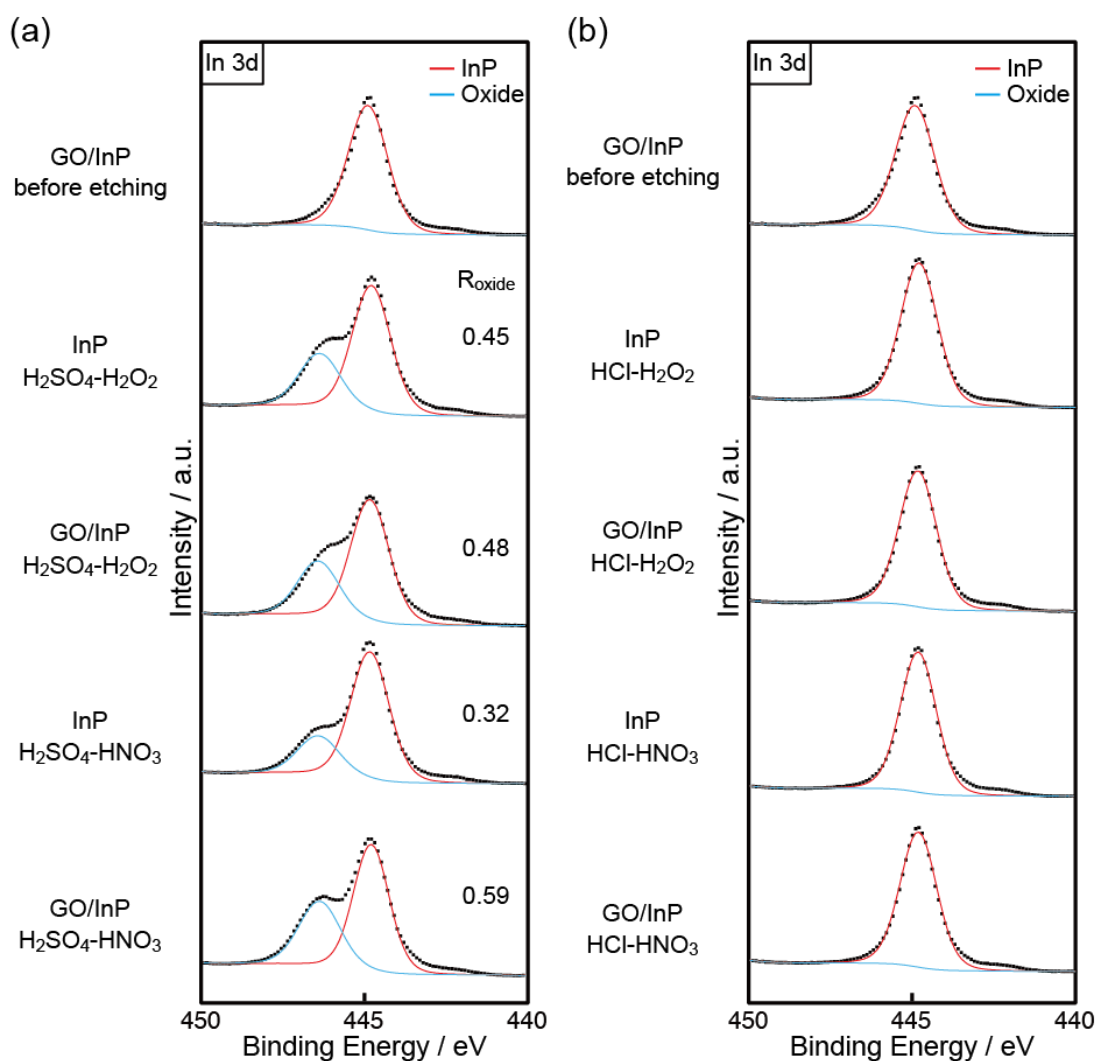 (a)
In 3d
InP
Oxide
GO/InP
before etching
R_oxide
InP
H₂SO₄-H₂O₂
0.45
GO/InP
H₂SO₄-H₂O₂
0.48
InP
H₂SO₄-HNO₃
0.32
GO/InP
H₂SO₄-HNO₃
0.59
Intensity / a.u.
450
445
440
Binding Energy / eV
(b)
In 3d
InP
Oxide
GO/InP
before etching
InP
HCl-H₂O₂
GO/InP
HCl-H₂O₂
InP
HCl-HNO₃
GO/InP
HCl-HNO₃
Intensity / a.u.
450
445
440
Binding Energy / eV